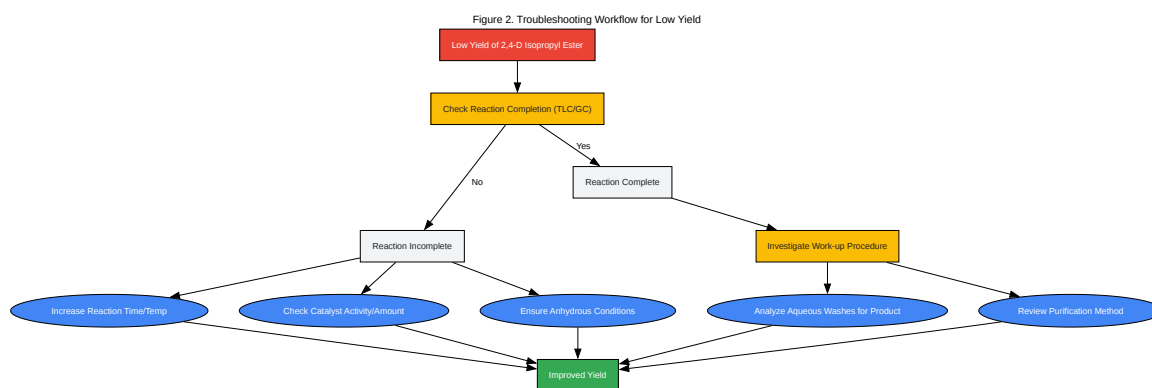 Figure 2. Troubleshooting Workflow for Low Yield
Low Yield of 2,4-D Isopropyl Ester
Check Reaction Completion (TLC/GC)
Yes
No
Reaction Complete
Reaction Incomplete
Investigate Work-up Procedure
Increase Reaction Time/Temp
Check Catalyst Activity/Amount
Ensure Anhydrous Conditions
Analyze Aqueous Washes for Product
Review Purification Method
Improved Yield